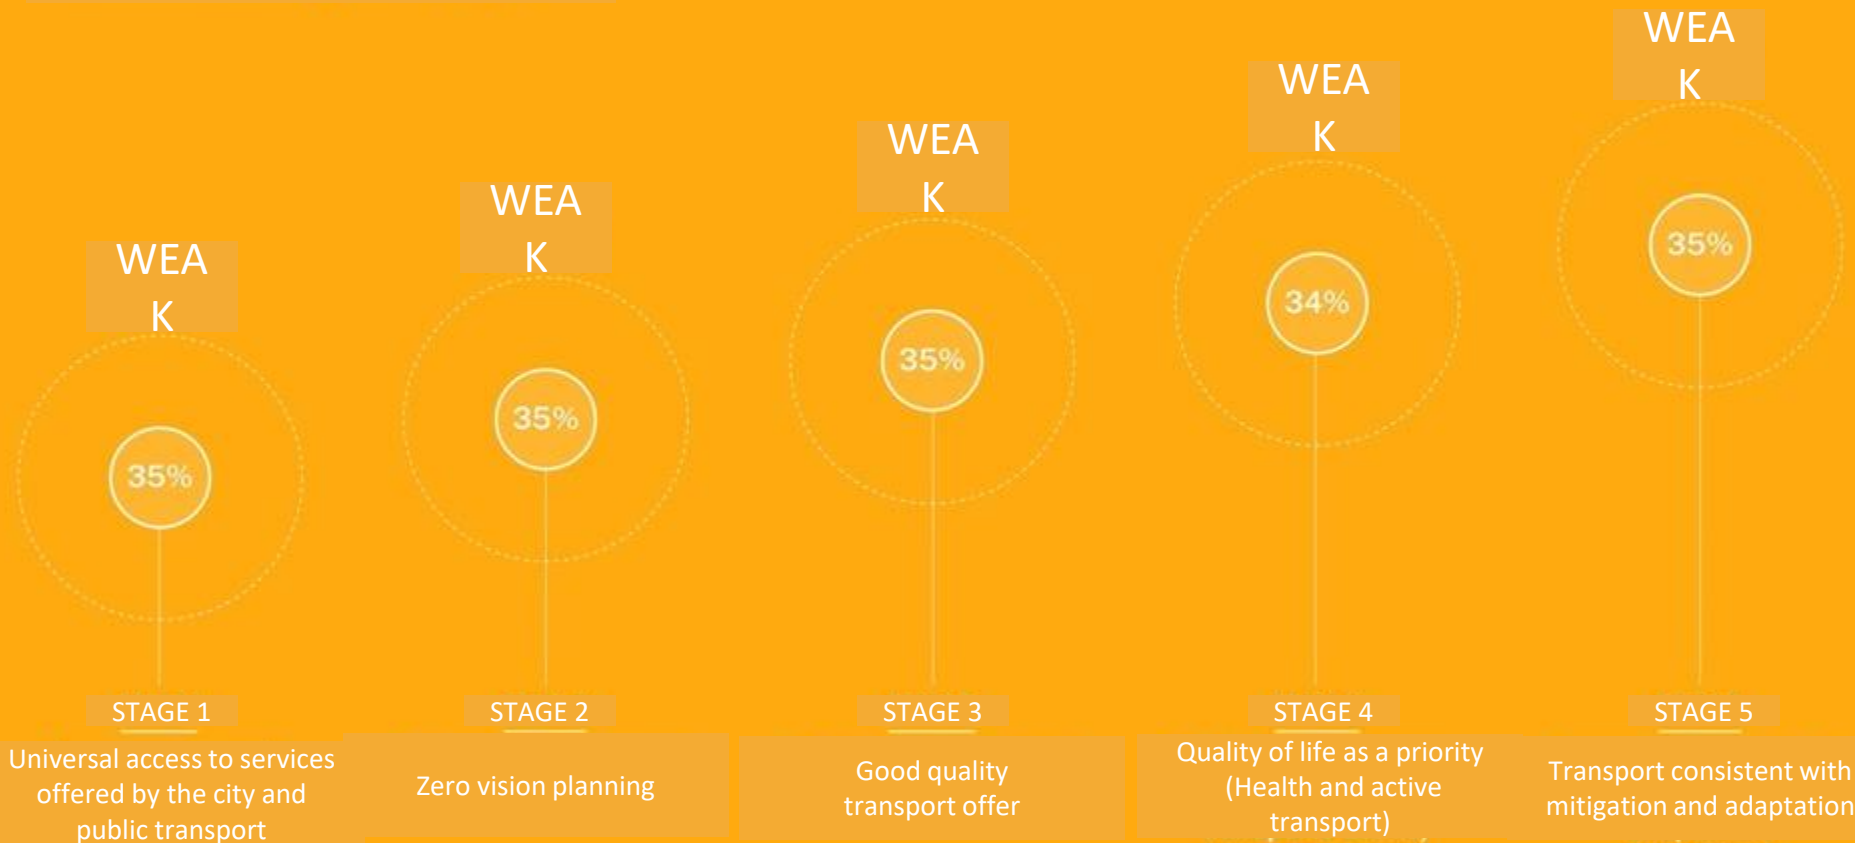 WEA
K
35%
STAGE 1
Universal access to services
offered by the city and
public transport
WEA
K
35%
STAGE 2
Zero vision planning
WEA
K
35%
STAGE 3
Good quality
transport offer
WEA
K
34%
STAGE 4
Quality of life as a priority
(Health and active
transport)
WEA
K
35%
STAGE 5
Transport consistent with
mitigation and adaptation